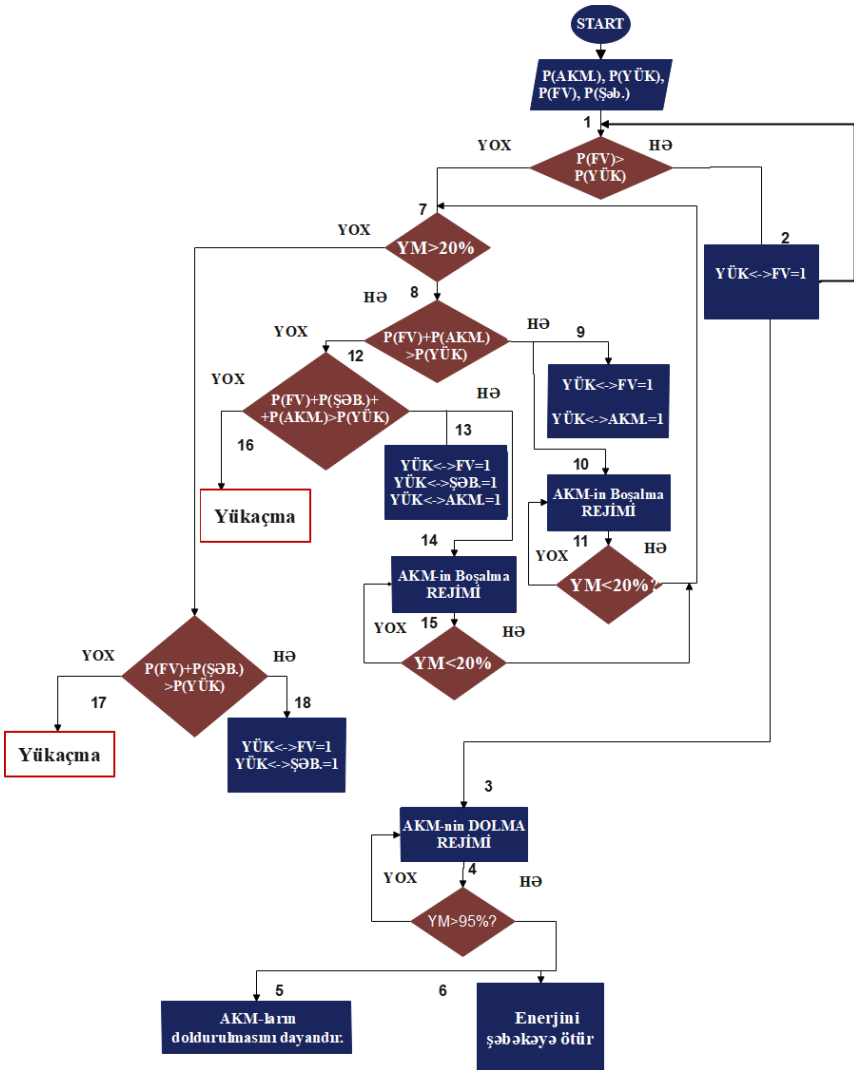 START
P(AKM.), P(YÜK),
P(FV), P(Şəb.)
1
YOX
HƏ
P(FV)>
P(YÜK)
7
2
YOX
YM>20%
YÜK<->FV=1
8
HƏ
HƏ
9
YOX
12
P(FV)+P(AKM.)
>P(YÜK)
YOX
P(FV)+P(ŞƏB.)+
+P(AKM.)>P(YÜK)
HƏ
YÜK<->FV=1
YÜK<->AKM.=1
16
13
YÜK<->FV=1
YÜK<->ŞƏB.=1
YÜK<->AKM.=1
10
AKM-in Boşalma
REJİMİ
Yükaçma
14
11
YOX
HƏ
AKM-in Boşalma
REJİMİ
YM<20%?
15
YOX
HƏ
YM<20%
YOX
P(FV)+P(ŞƏB.)
>P(YÜK)
HƏ
17
18
Yükaçma
YÜK<->FV=1
YÜK<->ŞƏB.=1
3
AKM-nin DOLMA
REJİMİ
4
YOX
HƏ
YM>95%?
5
6
AKM-ların
doldurulmasını dayandır.
Enerjini
şəbəkəyə ötür